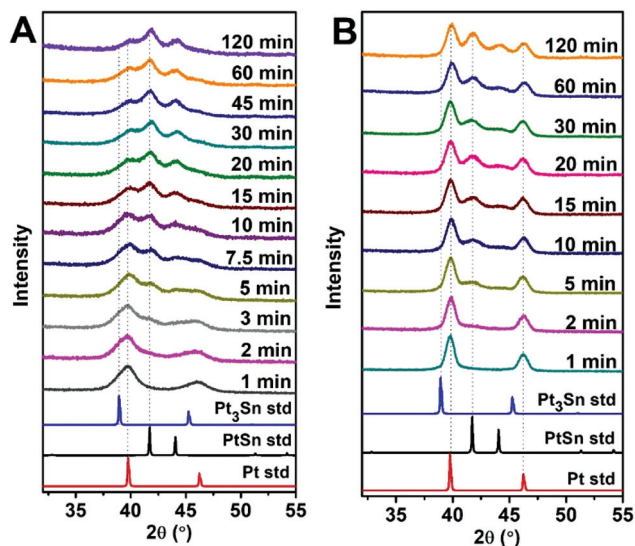 A
120 min
60 min
45 min
30 min
20 min
15 min
10 min
7.5 min
5 min
3 min
2 min
1 min
Pt₃Sn std
PtSn std
Pt std
Intensity
35 40 45 50 55
2θ (°)
B
120 min
60 min
30 min
20 min
15 min
10 min
5 min
2 min
1 min
Pt₃Sn std
PtSn std
Pt std
Intensity
35 40 45 50 55
2θ (°)